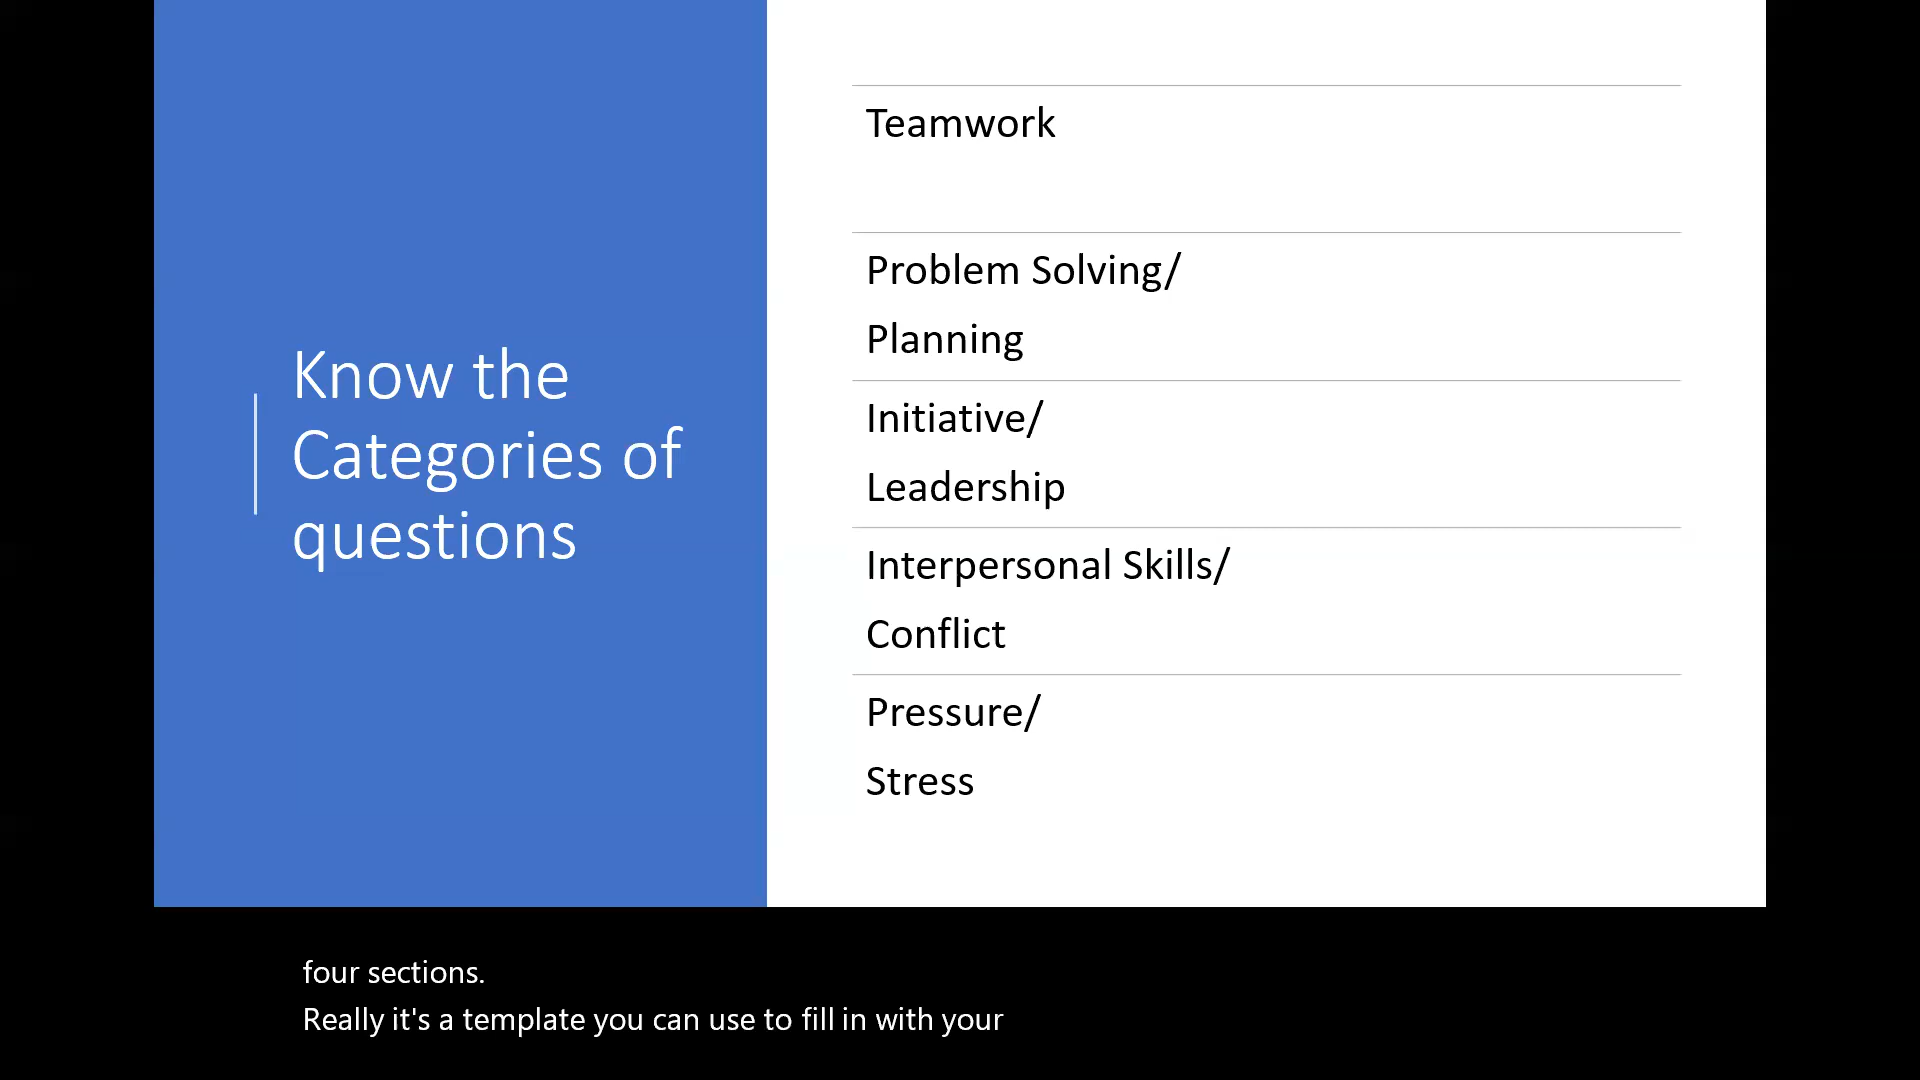 Know the
Categories of
questions
Teamwork
Problem Solving/
Planning
Initiative/
Leadership
Interpersonal Skills/
Conflict
Pressure/
Stress
four sections.
Really it's a template you can use to fill in with your